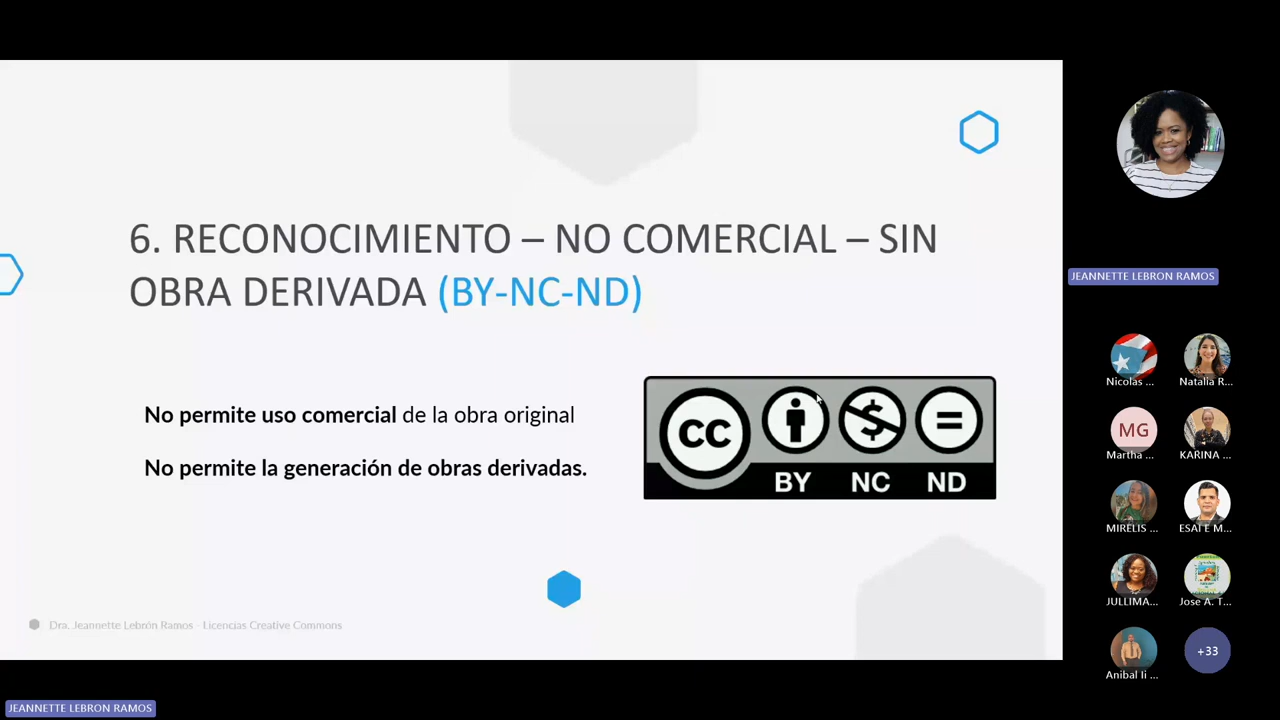 6. RECONOCIMIENTO – NO COMERCIAL – SIN
OBRA DERIVADA (BY-NC-ND)
No permite uso comercial de la obra original
No permite la generación de obras derivadas.
CC
BY NC ND
Dra. Jeannette Lebrón Ramos - Licencias Creative Commons
JEANNETTE LEBRON RAMOS
JEANNETTE LEBRON RAMOS
Nicolas ... Natalia R...
MG
Martha ... KARINA ...
MIRELIS ... ESAI E M...
JULLIMA... Jose A. T...
+33
Anibal Ii ...